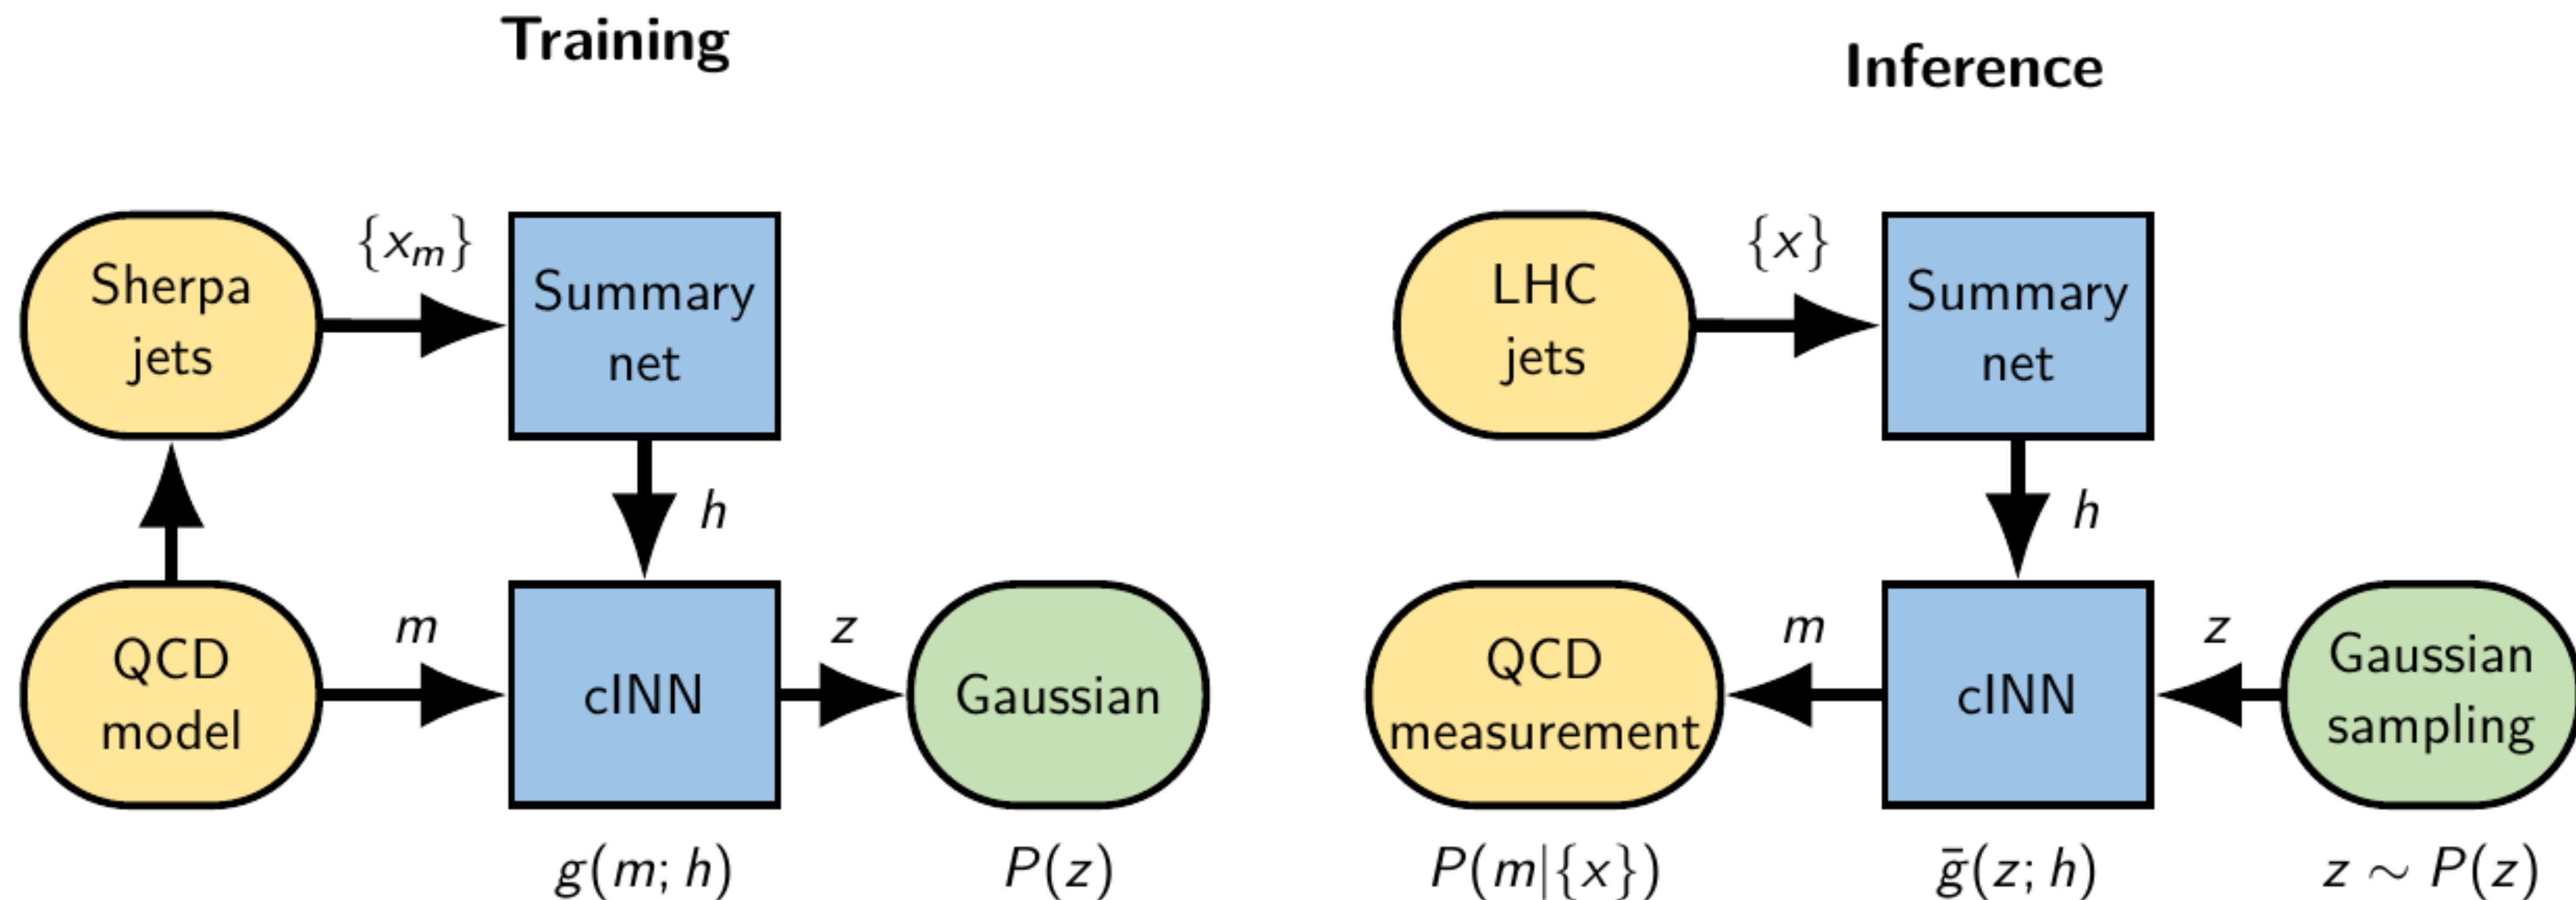 Training
Sherpa
jets
{x_m}
Summary
net
h
QCD
model
m
cINN
z
Gaussian
g(m; h)
P(z)
Inference
LHC
jets
{x}
Summary
net
h
QCD
measurement
m
cINN
z
Gaussian
sampling
P(m|{x})
ḡ(z; h)
z ∼ P(z)